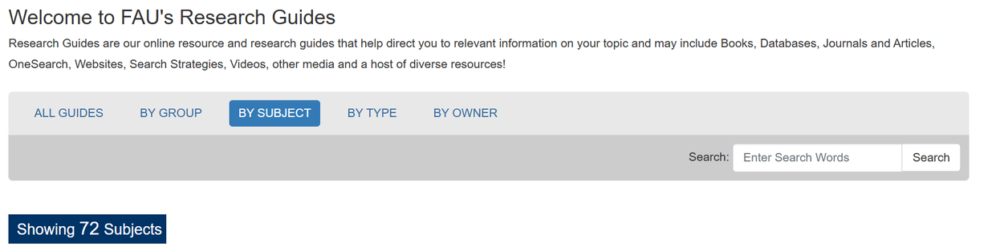 Welcome to FAU's Research Guides
Research Guides are our online resource and research guides that help direct you to relevant information on your topic and may include Books, Databases, Journals and Articles,
OneSearch, Websites, Search Strategies, Videos, other media and a host of diverse resources!
ALL GUIDES BY GROUP BY SUBJECT BY TYPE BY OWNER
Search: Enter Search Words Search
Showing 72 Subjects